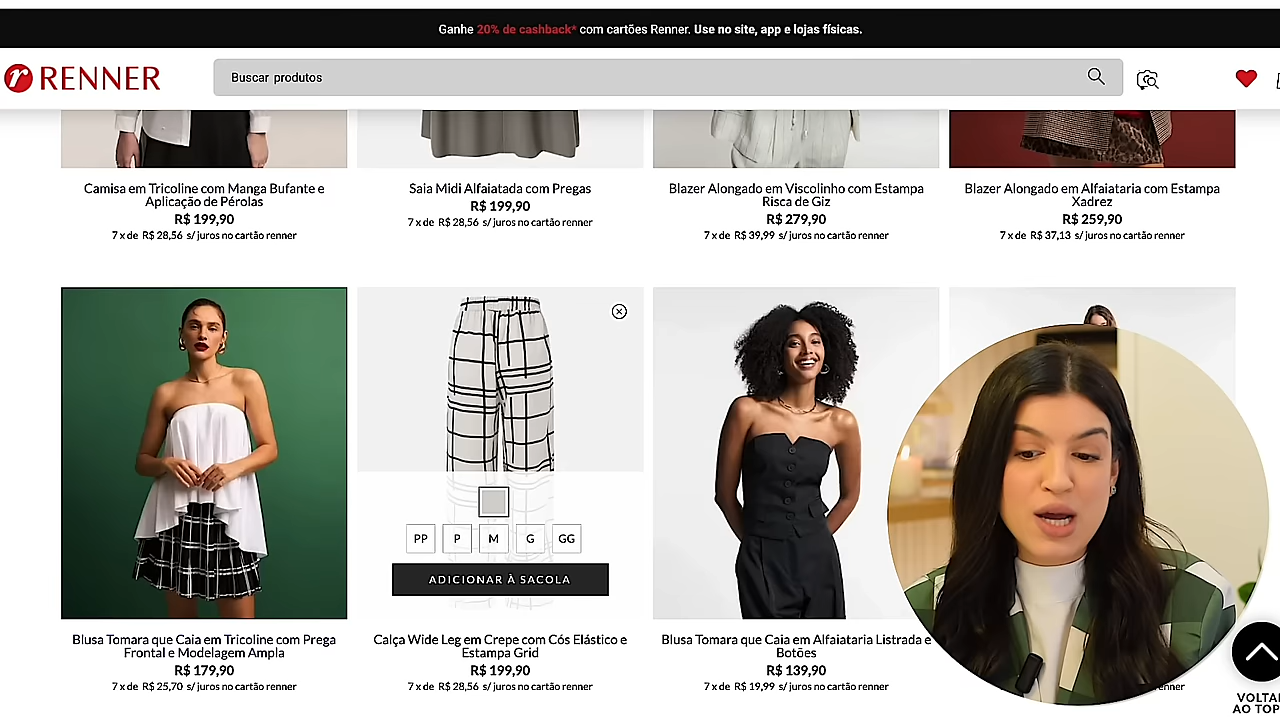 Ganhe 20% de cashback* com cartões Renner. Use no site, app e lojas físicas.
r RENNER
Buscar produtos
Camisa em Tricoline com Manga Bufante e
Aplicação de Pérolas
R$ 199,90
7 x de R$ 28,56 s/ juros no cartão renner
Saia Midi Alfaiatada com Pregas
R$ 199,90
7 x de R$ 28,56 s/ juros no cartão renner
Blazer Alongado em Viscolinho com Estampa
Risca de Giz
R$ 279,90
7 x de R$ 39,99 s/ juros no cartão renner
Blazer Alongado em Alfaiataria com Estampa
Xadrez
R$ 259,90
7 x de R$ 37,13 s/ juros no cartão renner
PP P M G GG
ADICIONAR À SACOLA
Blusa Tomara que Caia em Tricoline com Prega
Frontal e Modelagem Ampla
R$ 179,90
7 x de R$ 25,70 s/ juros no cartão renner
Calça Wide Leg em Crepe com Cós Elástico e
Estampa Grid
R$ 199,90
7 x de R$ 28,56 s/ juros no cartão renner
Blusa Tomara que Caia em Alfaiataria Listrada e
Botões
R$ 139,90
7 x de R$ 19,99 s/ juros no cartão renner
VOLTA
AO TOP